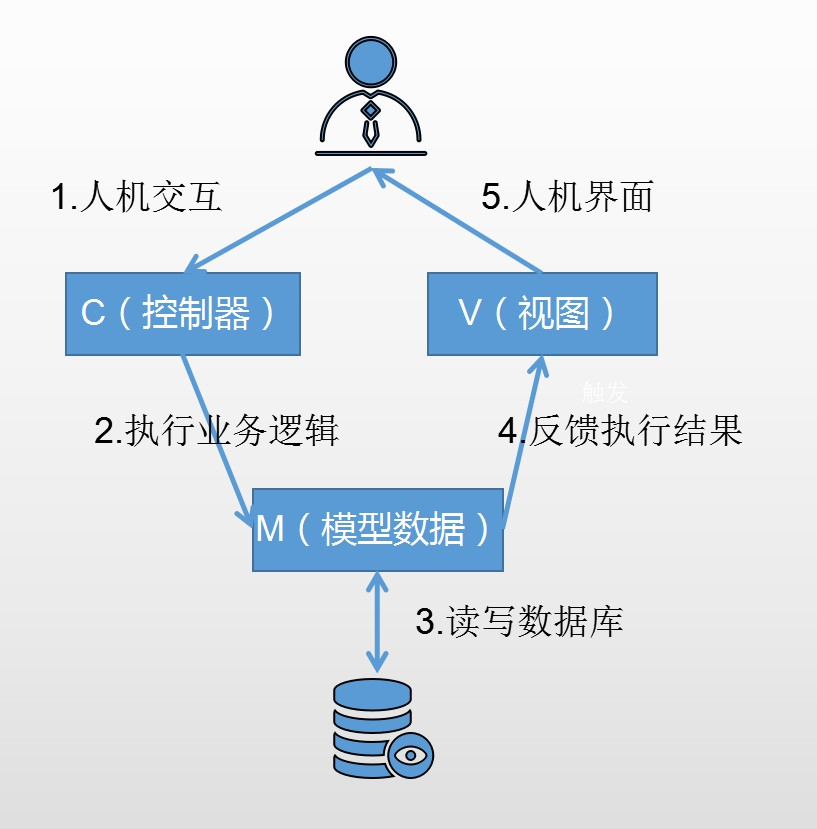 1.人机交互
5.人机界面
C（控制器）
V（视图）
触发
2.执行业务逻辑
4.反馈执行结果
M（模型数据）
3.读写数据库